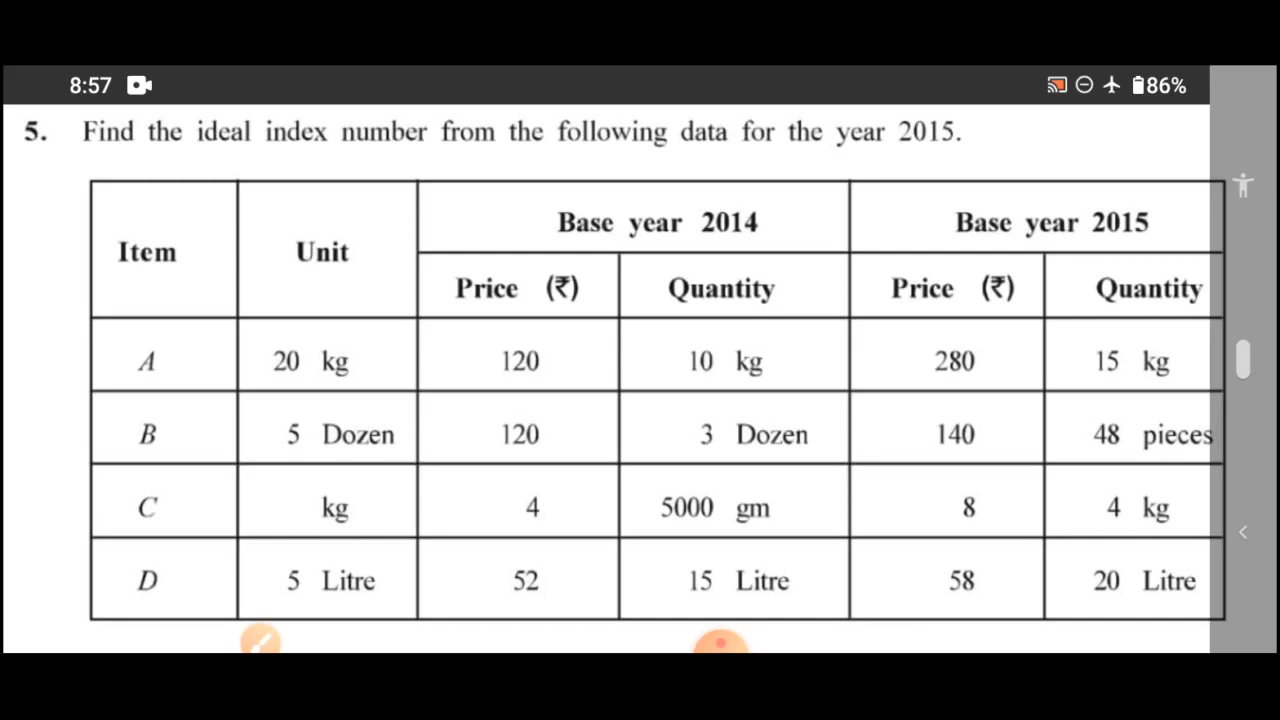 8:57 86%
5. Find the ideal index number from the following data for the year 2015.
Item Unit Base year 2014 Base year 2015
Price (₹) Quantity Price (₹) Quantity
A 20 kg 120 10 kg 280 15 kg
B 5 Dozen 120 3 Dozen 140 48 pieces
C kg 4 5000 gm 8 4 kg
D 5 Litre 52 15 Litre 58 20 Litre